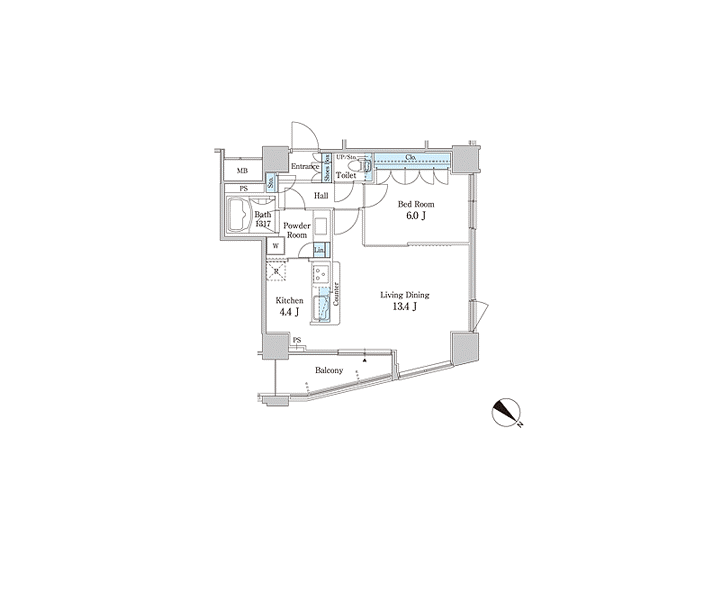 MB
Entrance
Shoes Box
UP/Sto.
Toilet
Clo.
PS
Sto.
Hall
Bed Room
6.0 J
Bath
1317
Powder
Room
W
Lin.
R
Kitchen
4.4 J
Counter
Living Dining
13.4 J
PS
Balcony
N